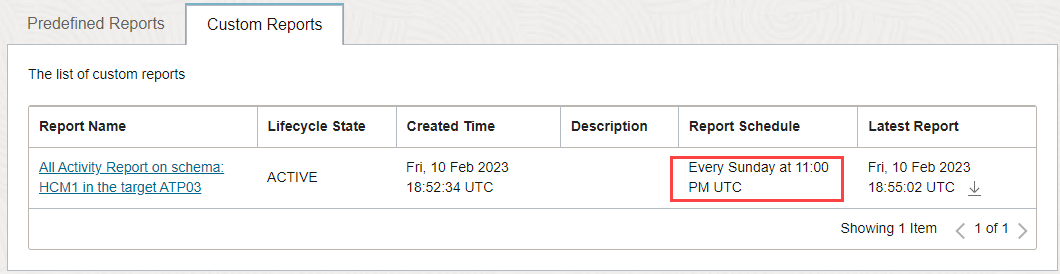 Predefined Reports
Custom Reports
The list of custom reports
Report Name
Lifecycle State
Created Time
Description
Report Schedule
Latest Report
All Activity Report on schema:
HCM1 in the target ATP03
ACTIVE
Fri, 10 Feb 2023
18:52:34 UTC
Every Sunday at 11:00
PM UTC
Fri, 10 Feb 2023
18:55:02 UTC
Showing 1 Item
1 of 1